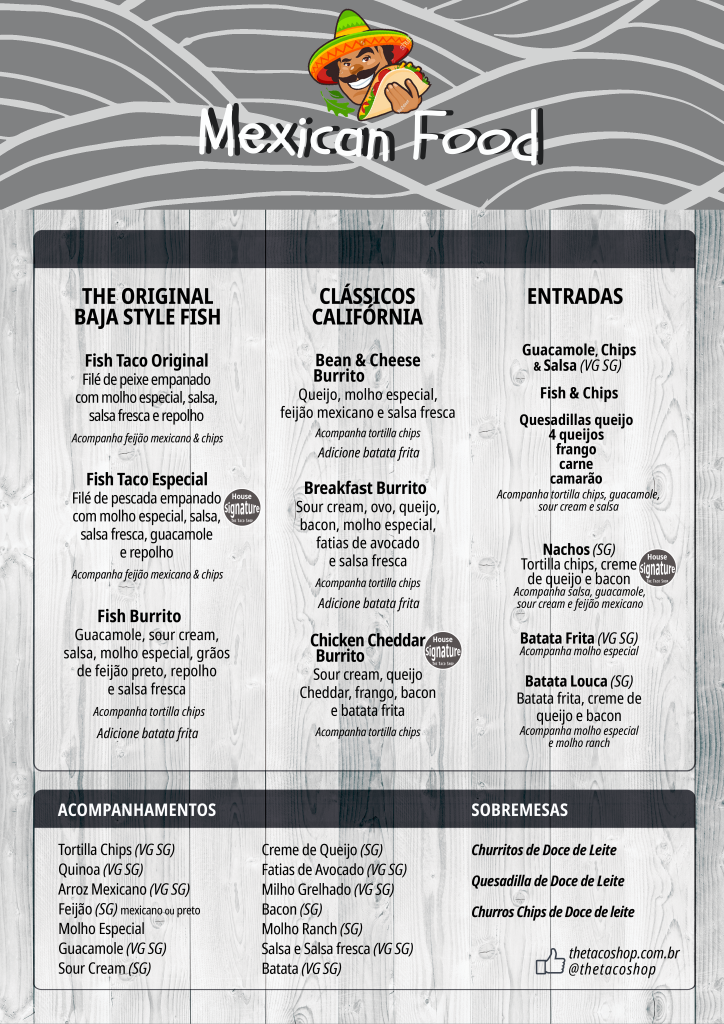 Mexican Food
THE ORIGINAL
BAJA STYLE FISH
Fish Taco Original
Filé de peixe empanado
com molho especial, salsa,
salsa fresca e repolho
Acompanha feijão mexicano & chips
Fish Taco Especial
Filé de pescada empanado
com molho especial, salsa,
salsa fresca, guacamole
e repolho
House
Signature
The Taco Shop
Acompanha feijão mexicano & chips
Fish Burrito
Guacamole, sour cream,
salsa, molho especial, grãos
de feijão preto, repolho
e salsa fresca
Acompanha tortilla chips
Adicione batata frita
CLÁSSICOS
CALIFÓRNIA
Bean & Cheese
Burrito
Queijo, molho especial,
feijão mexicano e salsa fresca
Acompanha tortilla chips
Adicione batata frita
Breakfast Burrito
Sour cream, ovo, queijo,
bacon, molho especial,
fatias de avocado
e salsa fresca
Acompanha tortilla chips
Adicione batata frita
Chicken Cheddar
Burrito
House
Signature
The Taco Shop
Sour cream, queijo
Cheddar, frango, bacon
e batata frita
Acompanha tortilla chips
ENTRADAS
Guacamole, Chips
& Salsa (VG SG)
Fish & Chips
Quesadillas queijo
4 queijos
frango
carne
camarão
Acompanha tortilla chips, guacamole,
sour cream e salsa
Nachos (SG)
Tortilla chips, creme
de queijo e bacon
House
Signature
The Taco Shop
Acompanha salsa, guacamole,
sour cream e feijão mexicano
Batata Frita (VG SG)
Acompanha molho especial
Batata Louca (SG)
Batata frita, creme de
queijo e bacon
Acompanha molho especial
e molho ranch
ACOMPANHAMENTOS
Tortilla Chips (VG SG)
Quinoa (VG SG)
Arroz Mexicano (VG SG)
Feijão (SG) mexicano ou preto
Molho Especial
Guacamole (VG SG)
Sour Cream (SG)
Creme de Queijo (SG)
Fatias de Avocado (VG SG)
Milho Grelhado (VG SG)
Bacon (SG)
Molho Ranch (SG)
Salsa e Salsa fresca (VG SG)
Batata (VG SG)
SOBREMESAS
Churritos de Doce de Leite
Quesadilla de Doce de Leite
Churros Chips de Doce de leite
thetacoshop.com.br
@thetacoshop